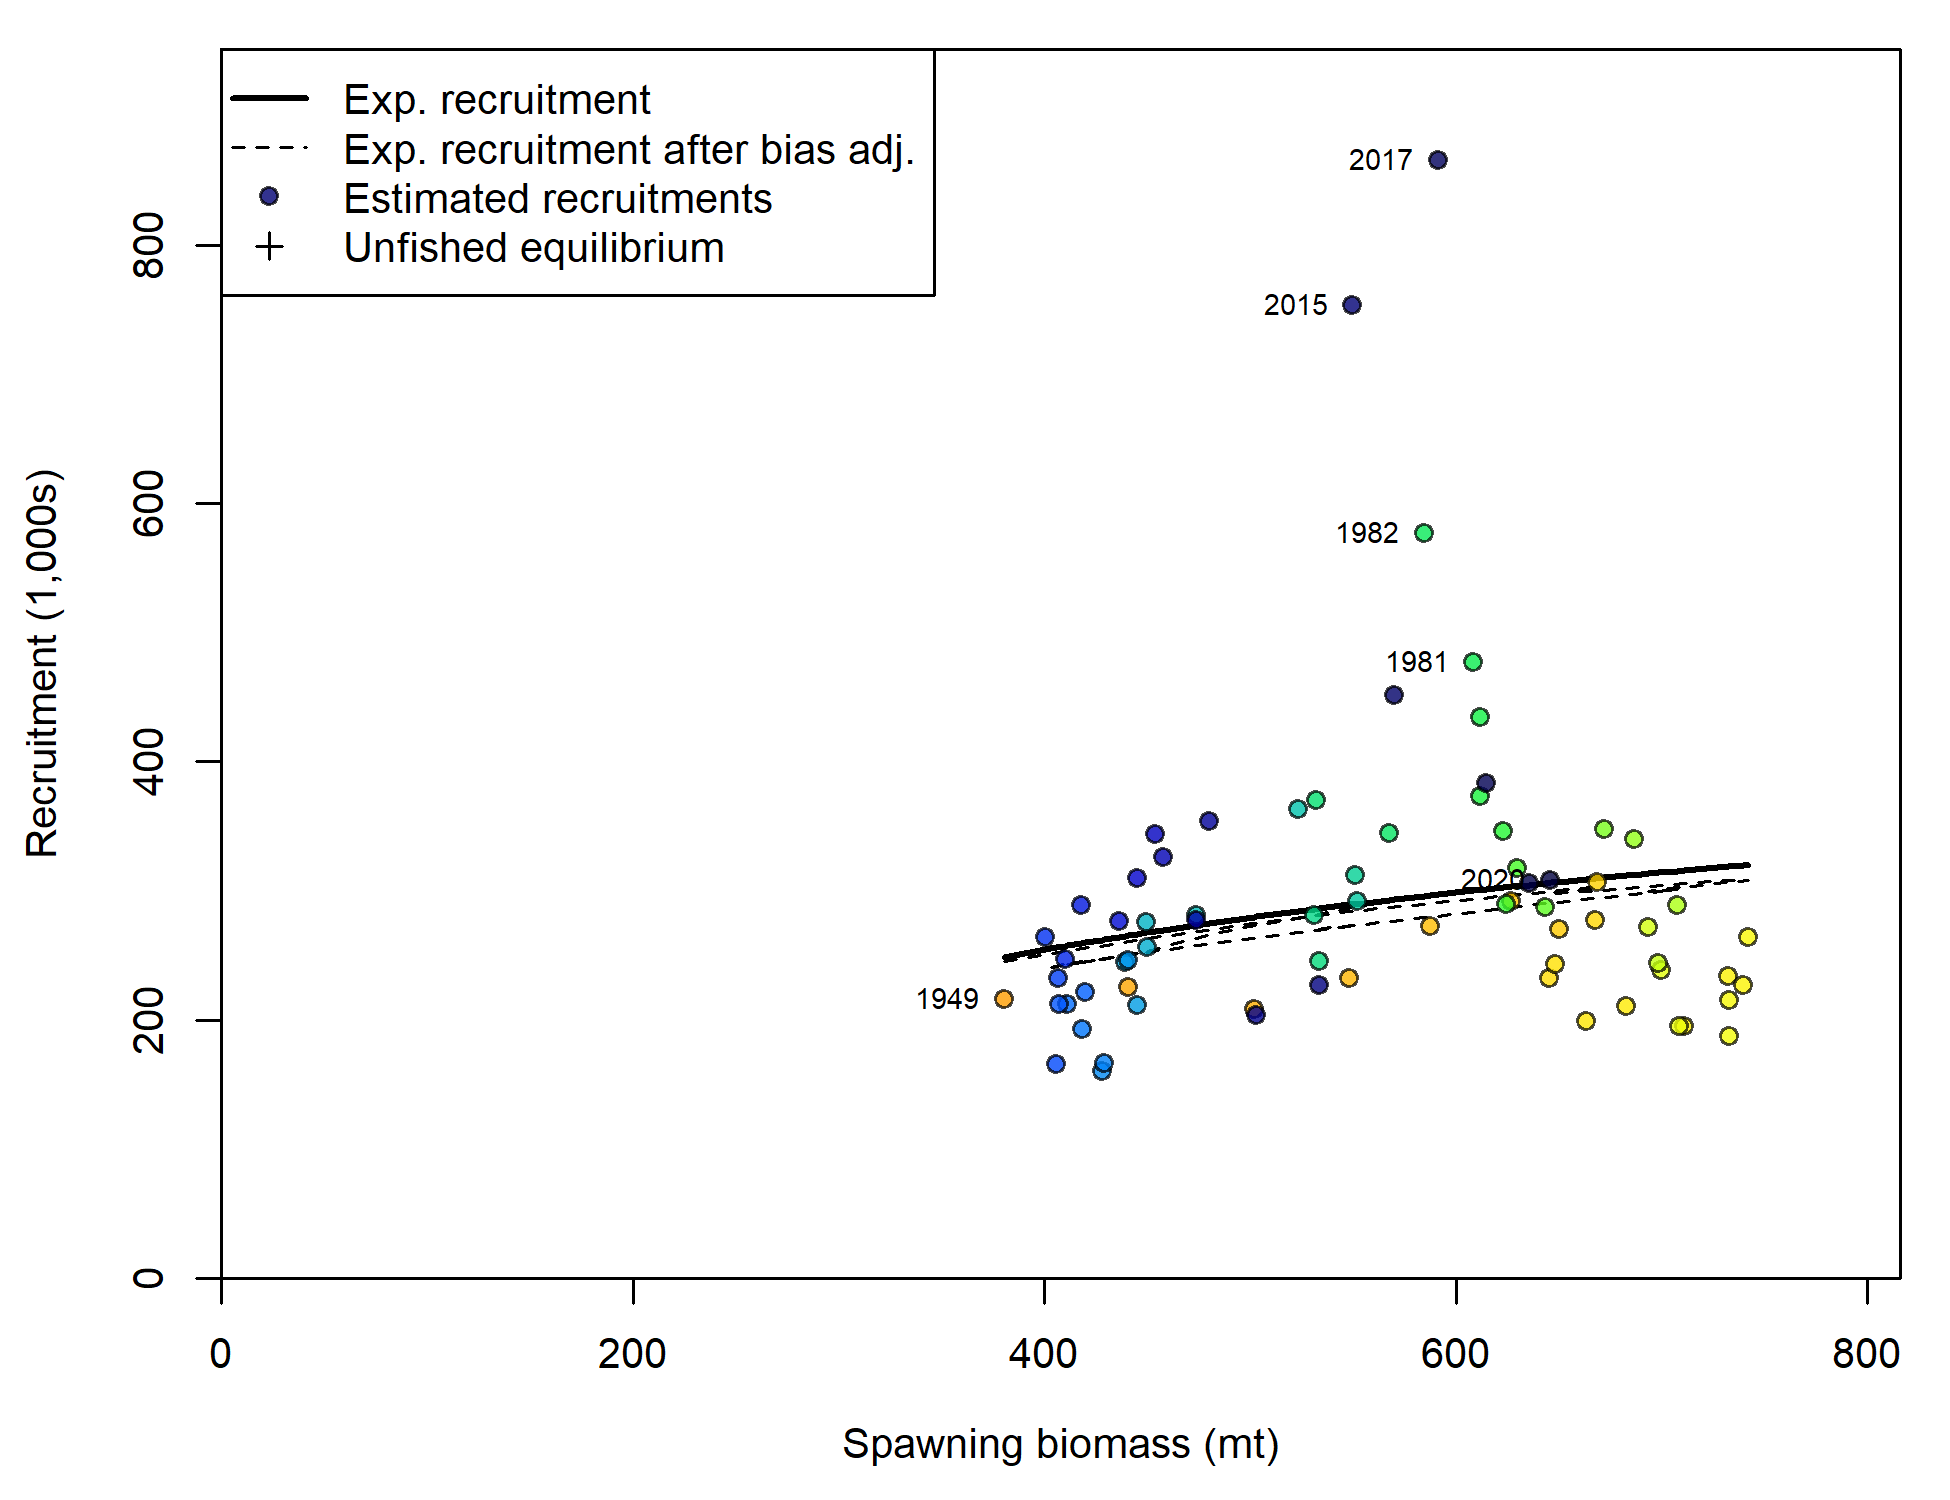 Exp. recruitment
Exp. recruitment after bias adj.
Estimated recruitments
Unfished equilibrium
2017
2015
1982
1981
2020
1949
800
600
400
200
0
Recruitment (1,000s)
0 200 400 600 800
Spawning biomass (mt)